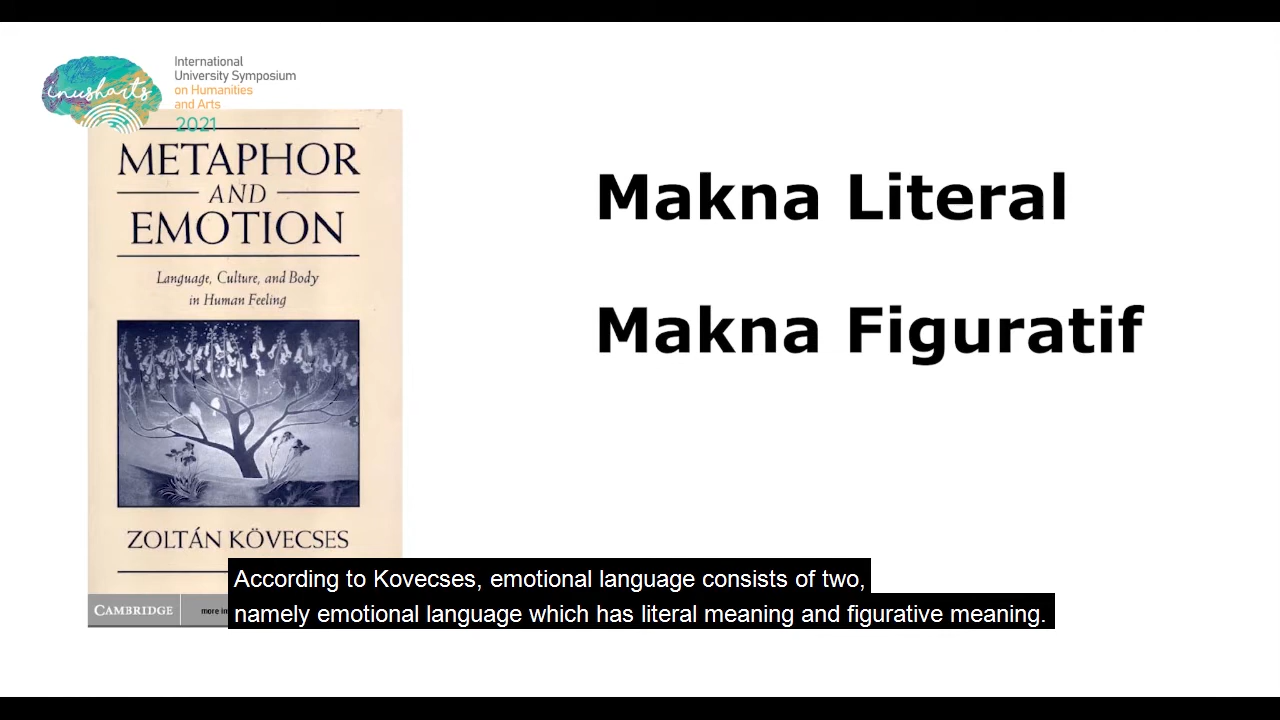 inusharts
International
University Symposium
on Humanities
and Arts
2021
METAPHOR
AND
EMOTION
Language, Culture, and Body
in Human Feeling
ZOLTÁN KÖVECSES
CAMBRIDGE
more
Makna Literal
Makna Figuratif
According to Kovecses, emotional language consists of two,
namely emotional language which has literal meaning and figurative meaning.